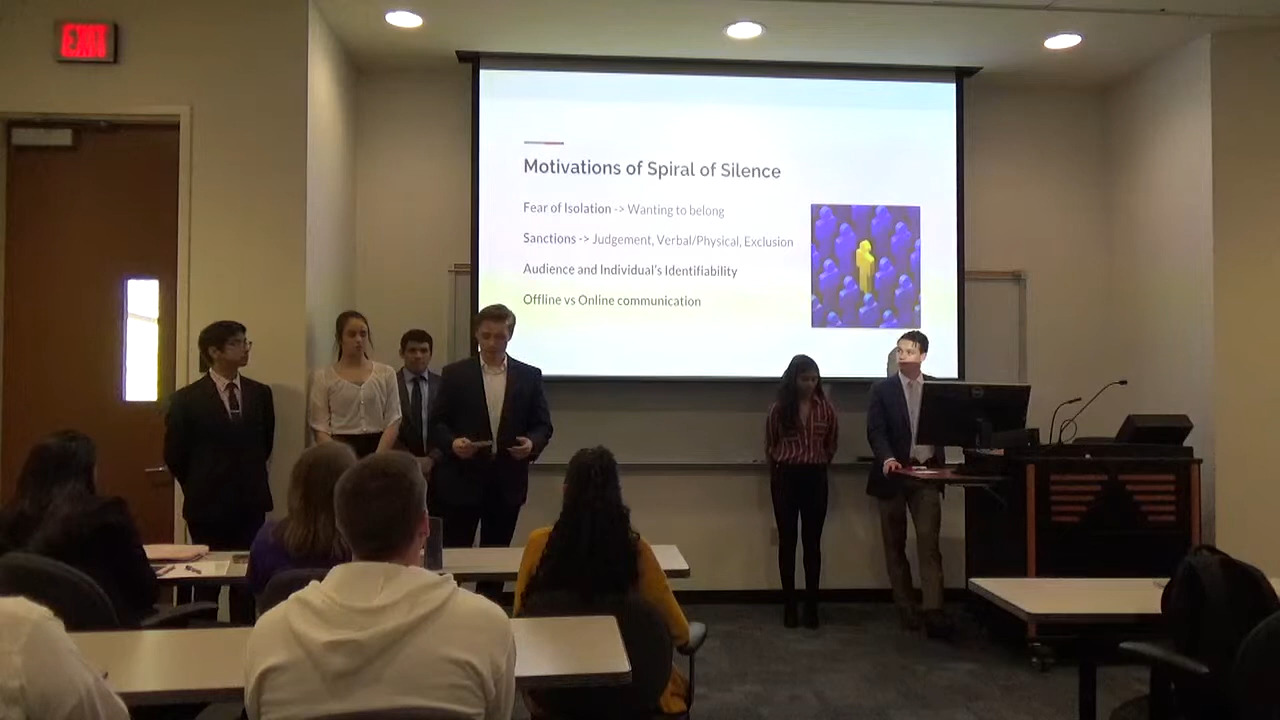 EXIT
Motivations of Spiral of Silence
Fear of Isolation -> Wanting to belong
Sanctions -> Judgement, Verbal/Physical, Exclusion
Audience and Individual's Identifiability
Offline vs Online communication